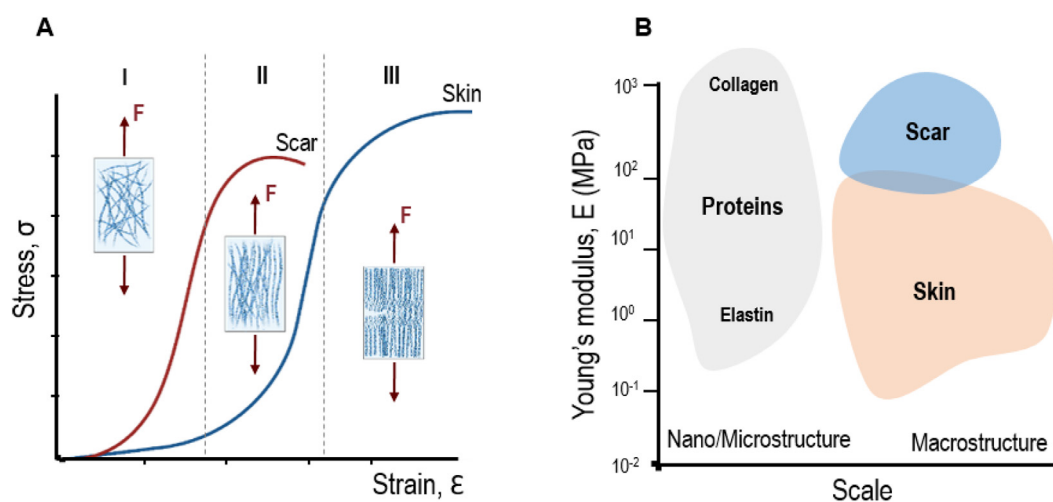 A
I
II
III
Skin
F
Scar
F
F
Stress, σ
Strain, ε
B
Young's modulus, E (MPa)
10³
10²
10¹
10⁰
10⁻¹
10⁻²
Collagen
Proteins
Elastin
Scar
Skin
Nano/Microstructure
Macrostructure
Scale